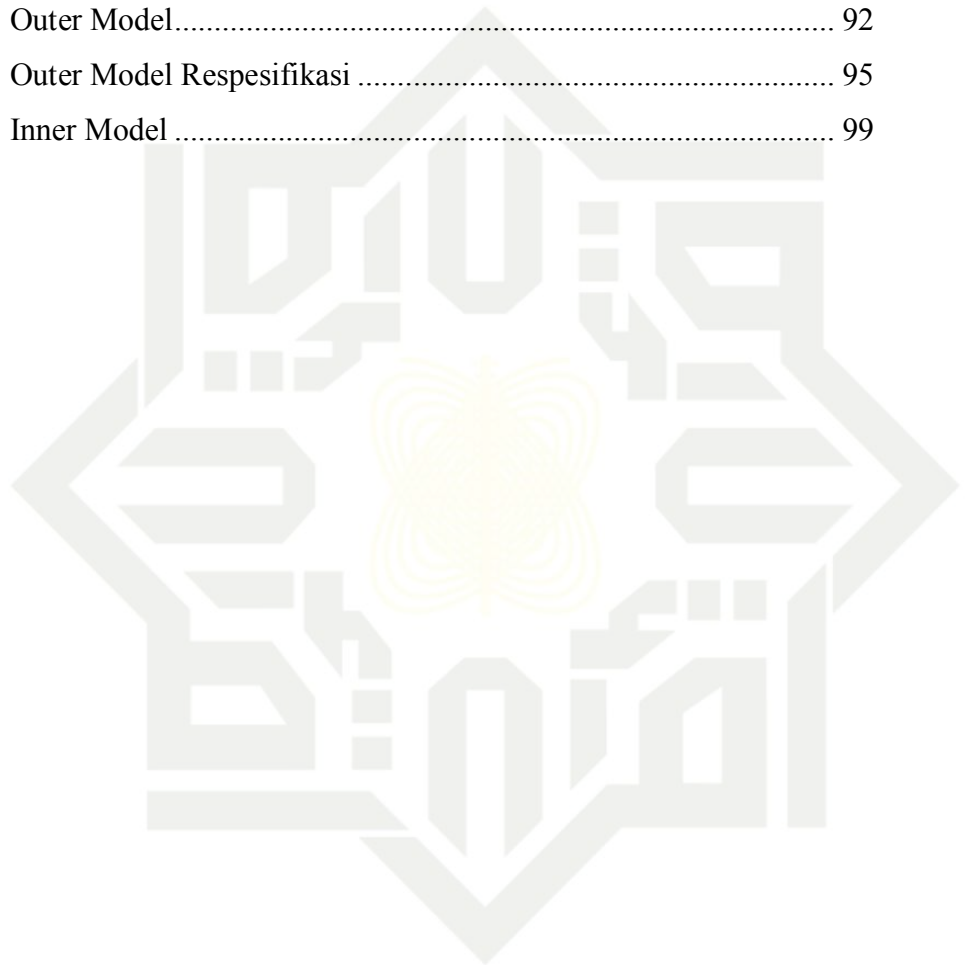 Outer Model.................................................................................... 92
Outer Model Respesifikasi ............................................................ 95
Inner Model .................................................................................... 99